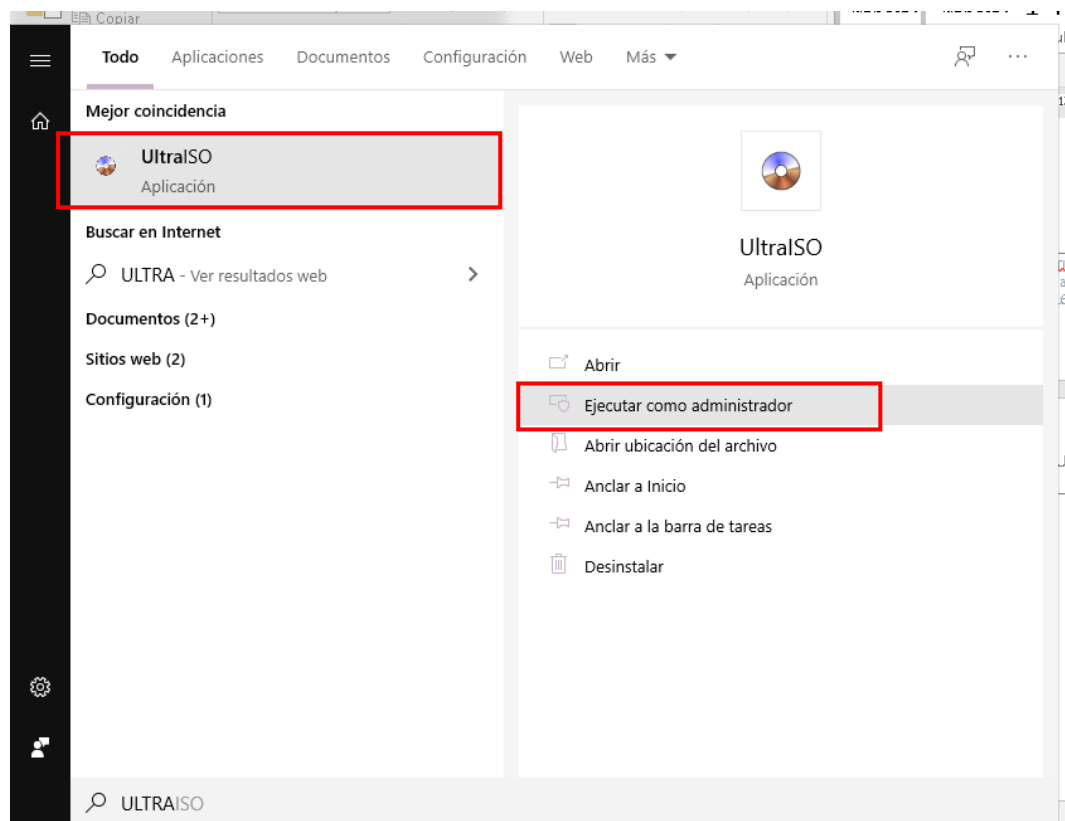 Copiar
Todo Aplicaciones Documentos Configuración Web Más
Mejor coincidencia
UltraISO
Aplicación
Buscar en Internet
ULTRA - Ver resultados web
Documentos (2+)
Sitios web (2)
Configuración (1)
UltraISO
Aplicación
Abrir
Ejecutar como administrador
Abrir ubicación del archivo
Anclar a Inicio
Anclar a la barra de tareas
Desinstalar
ULTRAISO